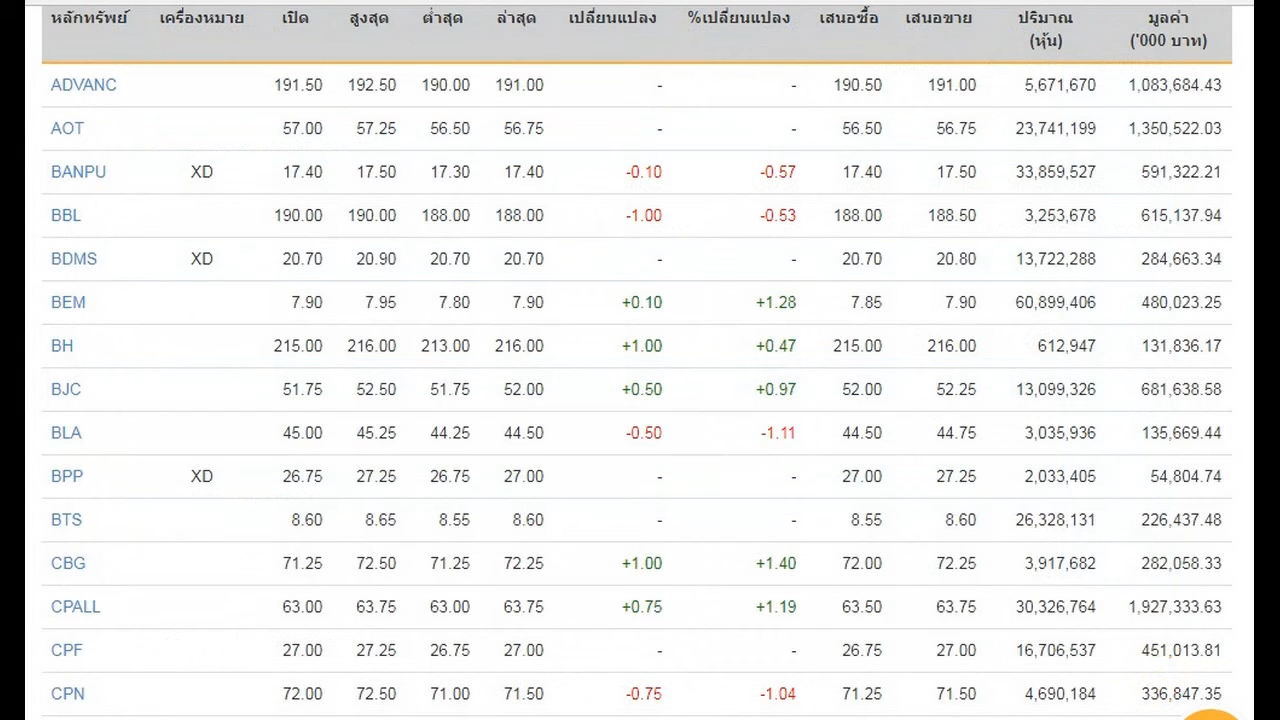 หลักทรัพย์ เครื่องหมาย เปิด สูงสุด ต่ำสุด ล่าสุด เปลี่ยนแปลง %เปลี่ยนแปลง เสนอซื้อ เสนอขาย ปริมาณ มูลค่า
(หุ้น) ('000 บาท)
ADVANC 191.50 192.50 190.00 191.00 - - 190.50 191.00 5,671,670 1,083,684.43
AOT 57.00 57.25 56.50 56.75 - - 56.50 56.75 23,741,199 1,350,522.03
BANPU XD 17.40 17.50 17.30 17.40 -0.10 -0.57 17.40 17.50 33,859,527 591,322.21
BBL 190.00 190.00 188.00 188.00 -1.00 -0.53 188.00 188.50 3,253,678 615,137.94
BDMS XD 20.70 20.90 20.70 20.70 - - 20.70 20.80 13,722,288 284,663.34
BEM 7.90 7.95 7.80 7.90 +0.10 +1.28 7.85 7.90 60,899,406 480,023.25
BH 215.00 216.00 213.00 216.00 +1.00 +0.47 215.00 216.00 612,947 131,836.17
BJC 51.75 52.50 51.75 52.00 +0.50 +0.97 52.00 52.25 13,099,326 681,638.58
BLA 45.00 45.25 44.25 44.50 -0.50 -1.11 44.50 44.75 3,035,936 135,669.44
BPP XD 26.75 27.25 26.75 27.00 - - 27.00 27.25 2,033,405 54,804.74
BTS 8.60 8.65 8.55 8.60 - - 8.55 8.60 26,328,131 226,437.48
CBG 71.25 72.50 71.25 72.25 +1.00 +1.40 72.00 72.25 3,917,682 282,058.33
CPALL 63.00 63.75 63.00 63.75 +0.75 +1.19 63.50 63.75 30,326,764 1,927,333.63
CPF 27.00 27.25 26.75 27.00 - - 26.75 27.00 16,706,537 451,013.81
CPN 72.00 72.50 71.00 71.50 -0.75 -1.04 71.25 71.50 4,690,184 336,847.35